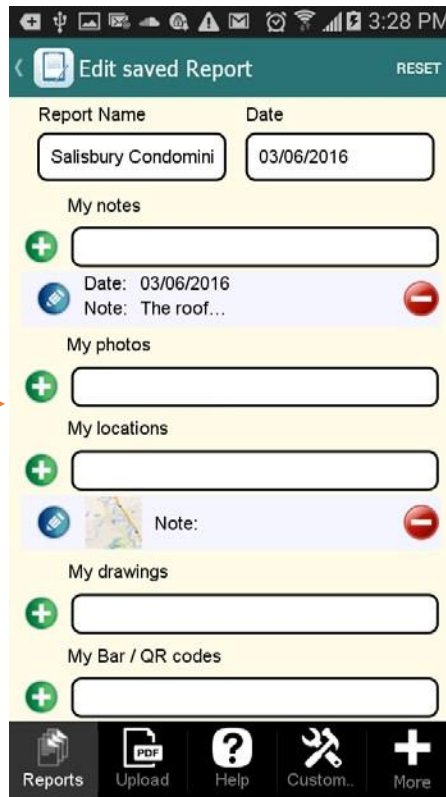 3:28 PM
Edit saved Report RESET
Report Name Date
Salisbury Condomini 03/06/2016
My notes
Date: 03/06/2016
Note: The roof...
My photos
My locations
Note:
My drawings
My Bar / QR codes
PDF
Reports Upload Help Custom.. More